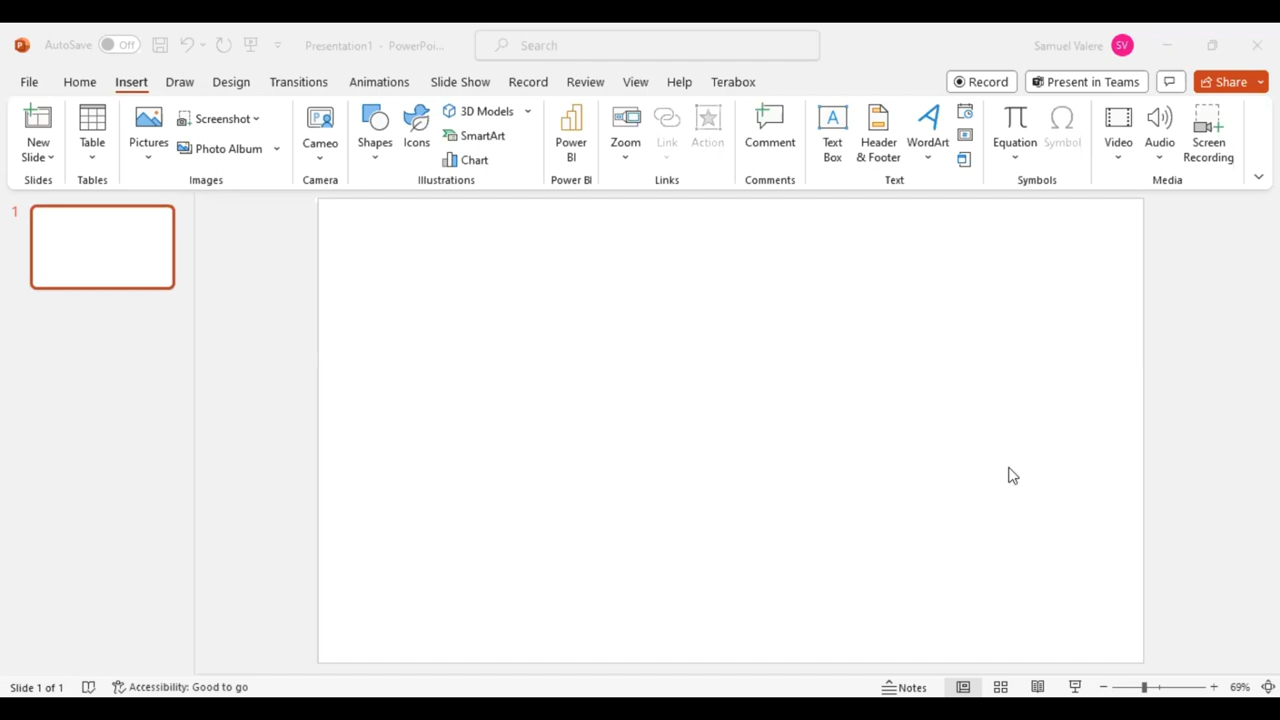 AutoSave Off Presentation1 - PowerPoi... Search Samuel Valere SV
File Home Insert Draw Design Transitions Animations Slide Show Record Review View Help Terabox Record Present in Teams Share
New Slide
Slides
Table
Tables
Pictures
Screenshot
Photo Album
Images
Cameo
Camera
Shapes
Icons
3D Models
SmartArt
Chart
Illustrations
Power
BI
Power BI
Zoom
Link
Action
Links
Comment
Comments
Text
Box
Header
& Footer
WordArt
Text
Equation
Symbol
Symbols
Video
Audio
Screen
Recording
Media
1
Slide 1 of 1 Accessibility: Good to go Notes 69%